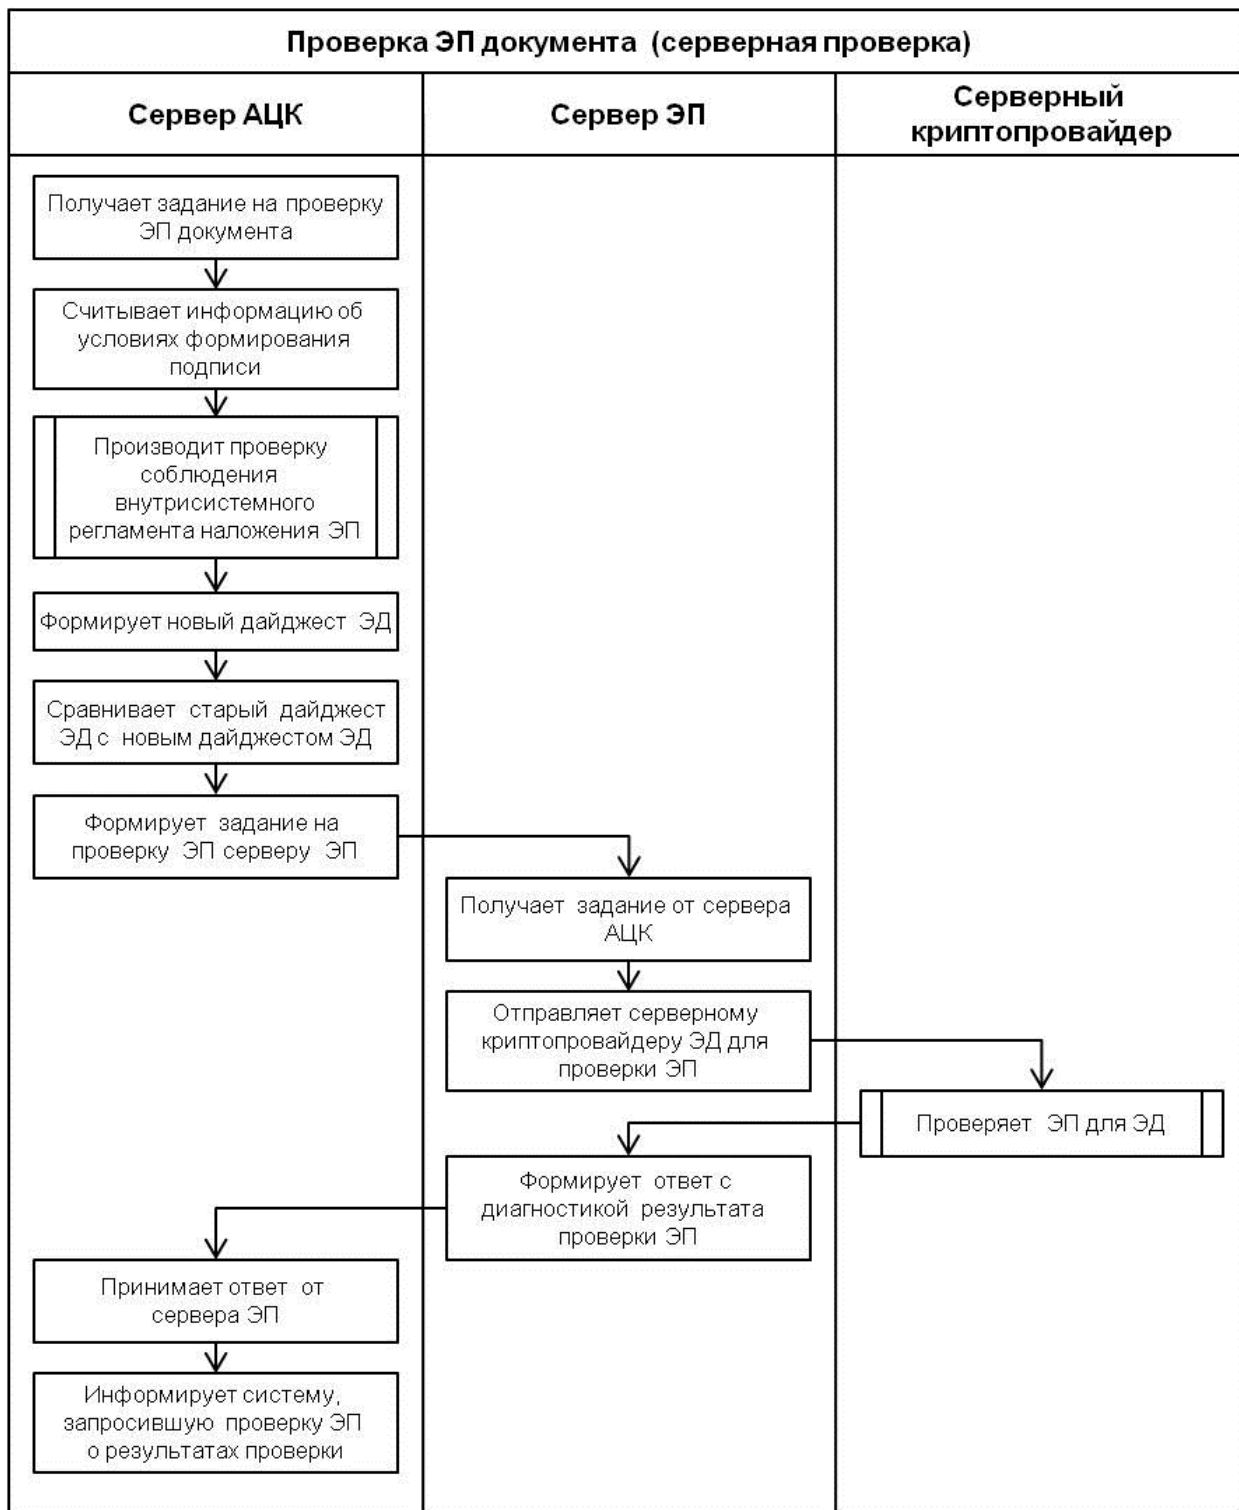 Проверка ЭП документа (серверная проверка)
Сервер АЦК
Сервер ЭП
Серверный
криптопровайдер
Получает задание на проверку
ЭП документа
Считывает информацию об
условиях формирования
подписи
Производит проверку
соблюдения
внутрисистемного
регламента наложения ЭП
Формирует новый дайджест ЭД
Сравнивает старый дайджест
ЭД с новым дайджестом ЭД
Формирует задание на
проверку ЭП серверу ЭП
Получает задание от сервера
АЦК
Отправляет серверному
криптопровайдеру ЭД для
проверки ЭП
Проверяет ЭП для ЭД
Формирует ответ с
диагностикой результата
проверки ЭП
Принимает ответ от
сервера ЭП
Информирует систему,
запросившую проверку ЭП
о результатах проверки